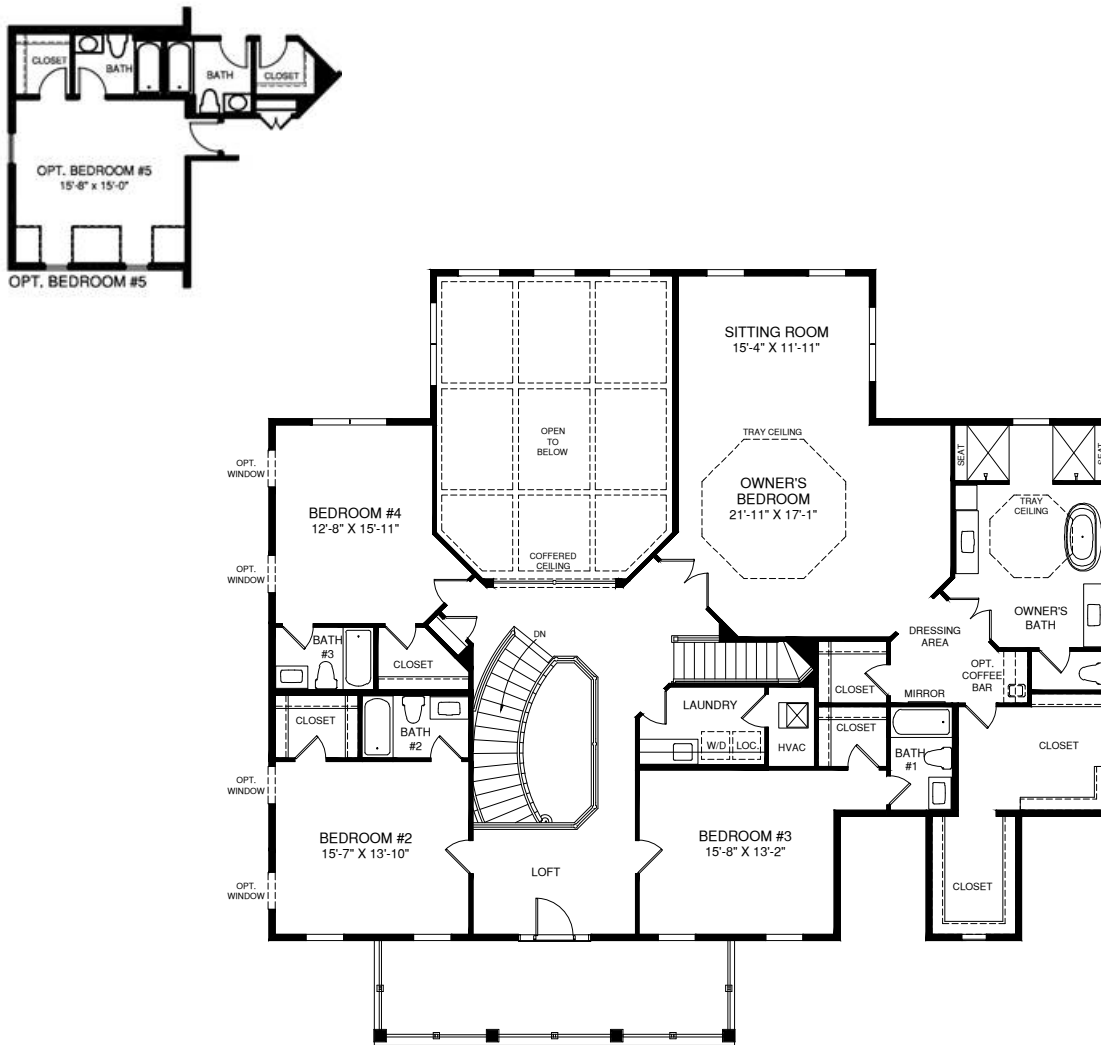 CLOSET
BATH
BATH
CLOSET
OPT. BEDROOM #5
15'-8" x 15'-0"
OPT. BEDROOM #5
SITTING ROOM
15'-4" X 11'-11"
TRAY CEILING
OWNER'S
BEDROOM
21'-11" X 17'-1"
OPEN
TO
BELOW
COFFERED
CEILING
OPT.
WINDOW
BEDROOM #4
12'-8" X 15'-11"
OPT.
WINDOW
SEAT
SEAT
TRAY
CEILING
OWNER'S
BATH
DRESSING
AREA
OPT.
COFFEE
BAR
MIRROR
CLOSET
BATH
#3
CLOSET
DN
CLOSET
BATH
#2
LAUNDRY
W/D
LOC.
HVAC
CLOSET
BATH
#1
CLOSET
OPT.
WINDOW
BEDROOM #2
15'-7" X 13'-10"
BEDROOM #3
15'-8" X 13'-2"
LOFT
OPT.
WINDOW
CLOSET